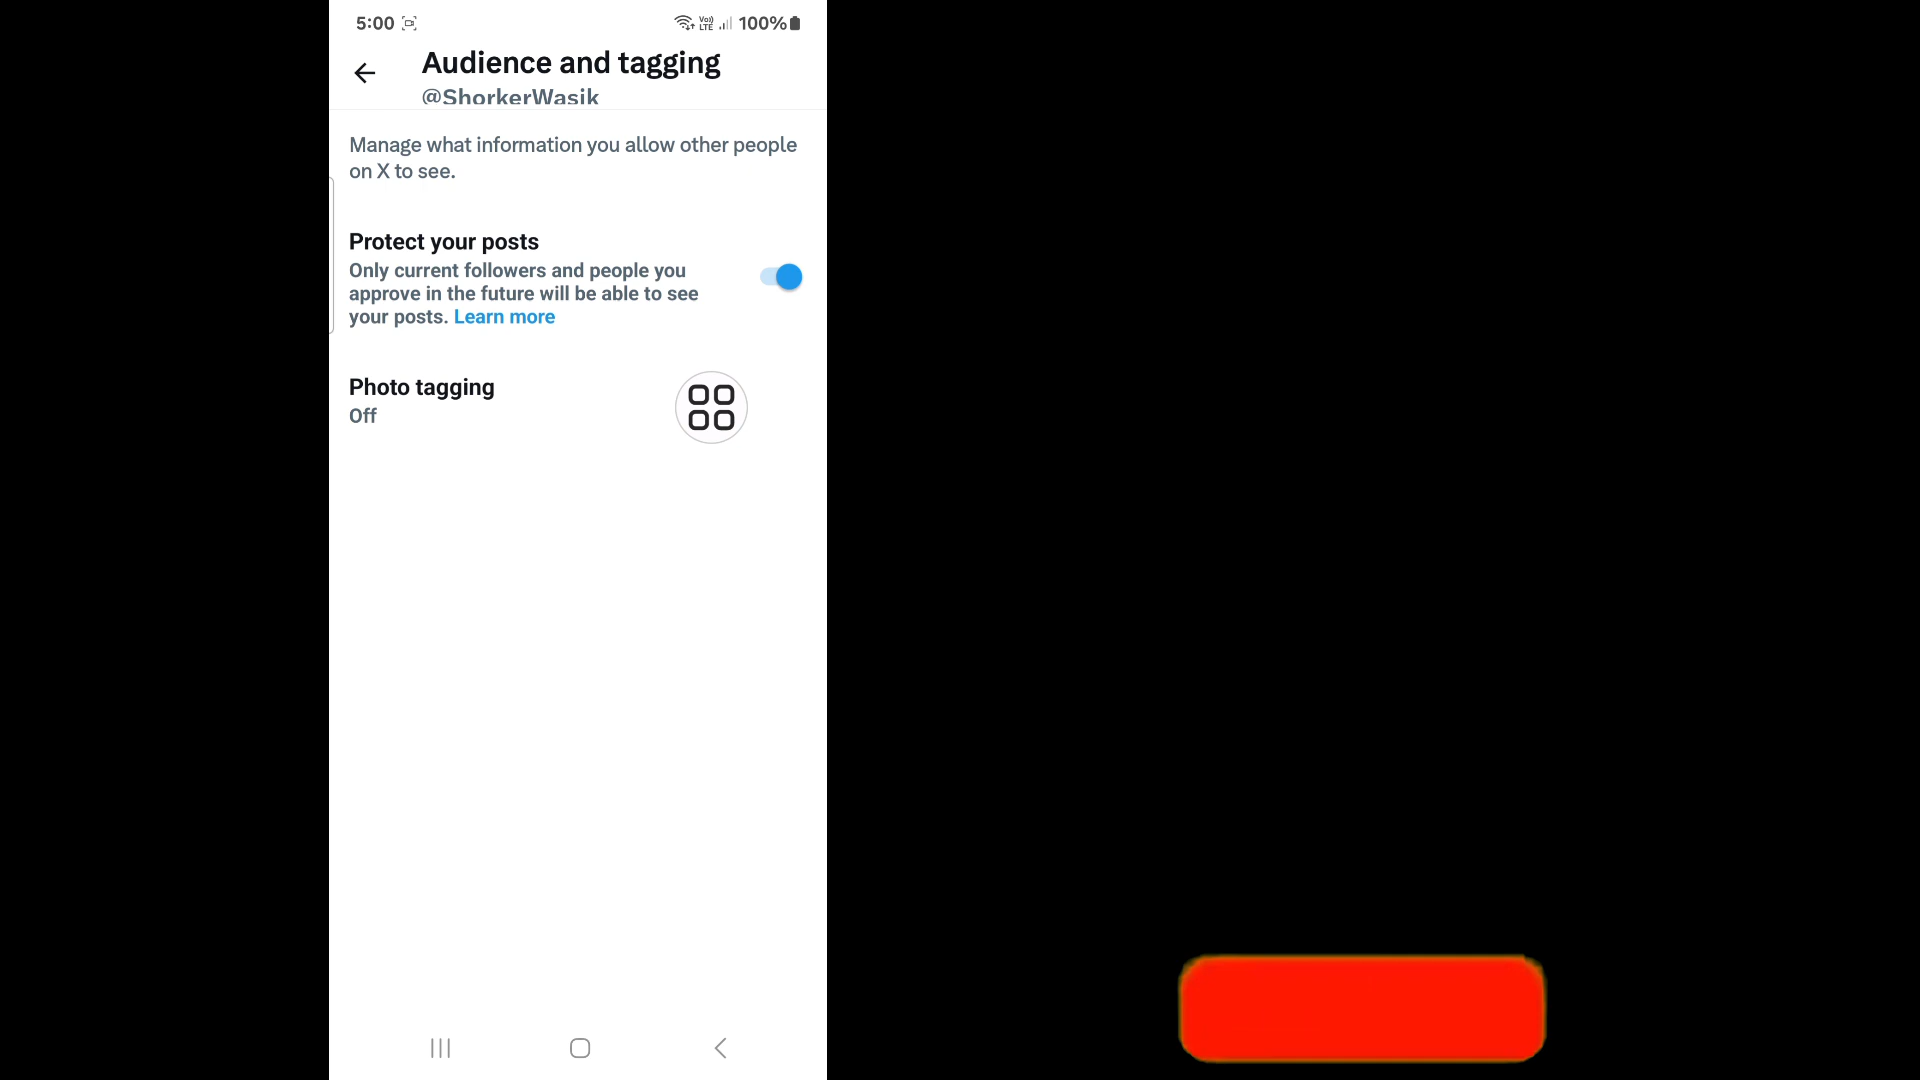 5:00
Vo))
LTE
100%
Audience and tagging
@ShorkerWasik
Manage what information you allow other people
on X to see.
Protect your posts
Only current followers and people you
approve in the future will be able to see
your posts. Learn more
Photo tagging
Off